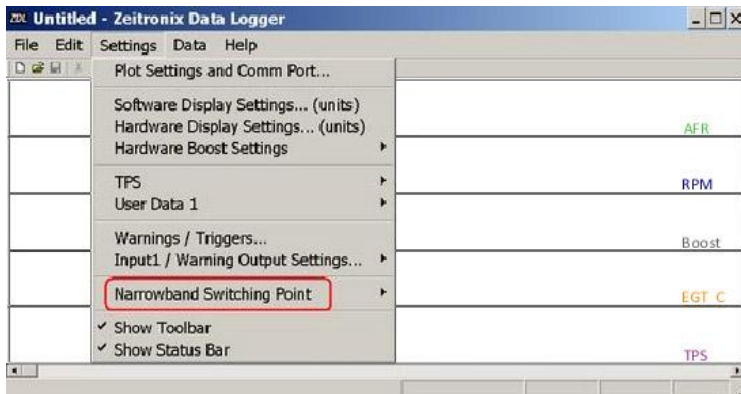 ZDL Untitled - Zeitronix Data Logger
File Edit Settings Data Help
Plot Settings and Comm Port...
Software Display Settings... (units)
Hardware Display Settings... (units)
Hardware Boost Settings
TPS
User Data 1
Warnings / Triggers...
Input1 / Warning Output Settings...
Narrowband Switching Point
Show Toolbar
Show Status Bar
AFR
RPM
Boost
EGT C
TPS